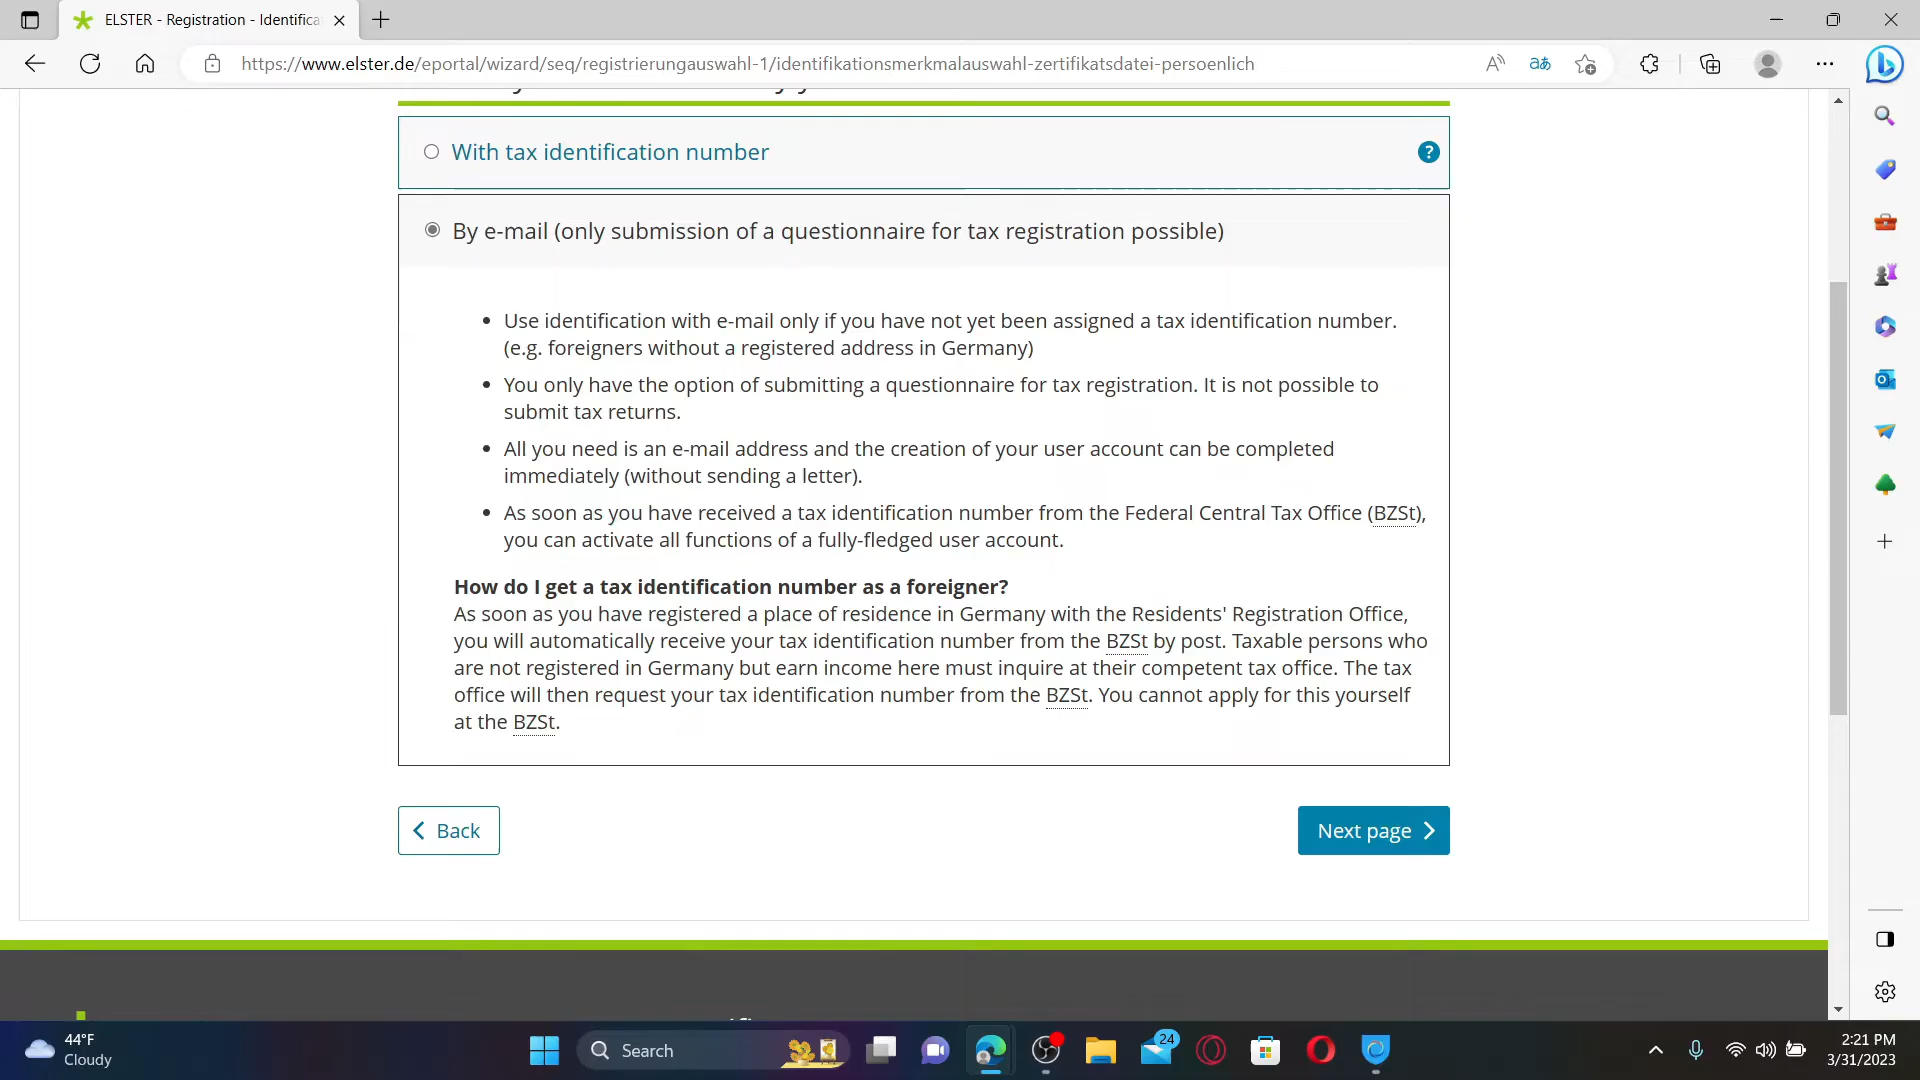 ELSTER - Registration - Identifica
https://www.elster.de/eportal/wizard/seq/registrierungauswahl-1/identifikationsmerkmalauswahl-zertifikatsdatei-persoenlich
With tax identification number
?
By e-mail (only submission of a questionnaire for tax registration possible)
• Use identification with e-mail only if you have not yet been assigned a tax identification number.
(e.g. foreigners without a registered address in Germany)
• You only have the option of submitting a questionnaire for tax registration. It is not possible to
submit tax returns.
• All you need is an e-mail address and the creation of your user account can be completed
immediately (without sending a letter).
• As soon as you have received a tax identification number from the Federal Central Tax Office (BZSt),
you can activate all functions of a fully-fledged user account.
How do I get a tax identification number as a foreigner?
As soon as you have registered a place of residence in Germany with the Residents' Registration Office,
you will automatically receive your tax identification number from the BZSt by post. Taxable persons who
are not registered in Germany but earn income here must inquire at their competent tax office. The tax
office will then request your tax identification number from the BZSt. You cannot apply for this yourself
at the BZSt.
Back
Next page
44°F
Cloudy
Search
24
2:21 PM
3/31/2023